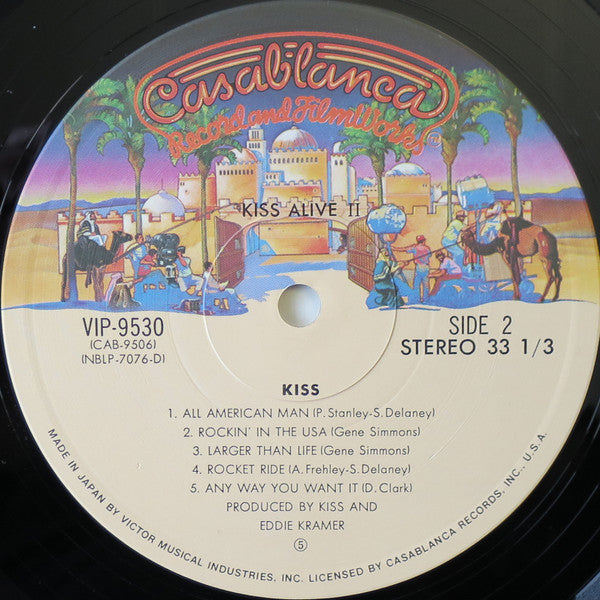 Casablanca
Record and FilmWorks
KISS ALIVE II
VIP-9530
(CAB-9506)
(NBLP-7076-D)
SIDE 2
STEREO 33 1/3
KISS
1. ALL AMERICAN MAN (P. Stanley-S. Delaney)
2. ROCKIN' IN THE USA (Gene Simmons)
3. LARGER THAN LIFE (Gene Simmons)
4. ROCKET RIDE (A. Frehley-S. Delaney)
5. ANY WAY YOU WANT IT (D. Clark)
PRODUCED BY KISS AND
EDDIE KRAMER
⑤
MADE IN JAPAN BY VICTOR MUSICAL INDUSTRIES, INC. LICENSED BY CASABLANCA RECORDS, INC., U.S.A.